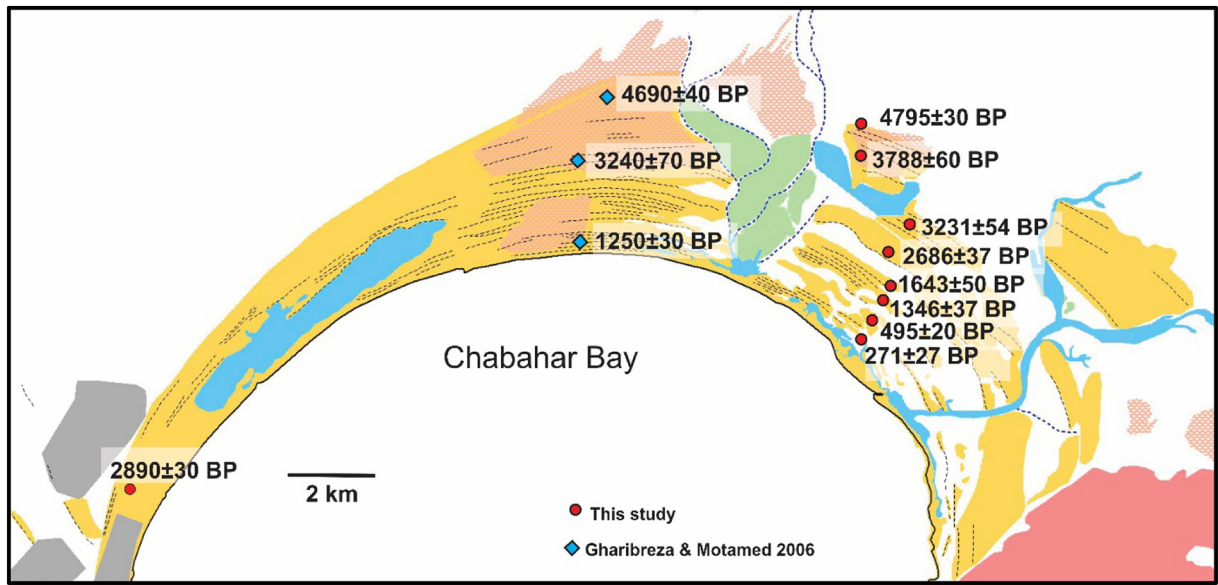 4690±40 BP
3240±70 BP
1250±30 BP
4795±30 BP
3788±60 BP
3231±54 BP
2686±37 BP
1643±50 BP
1346±37 BP
495±20 BP
271±27 BP
Chabahar Bay
2890±30 BP
2 km
This study
Gharibreza & Motamed 2006